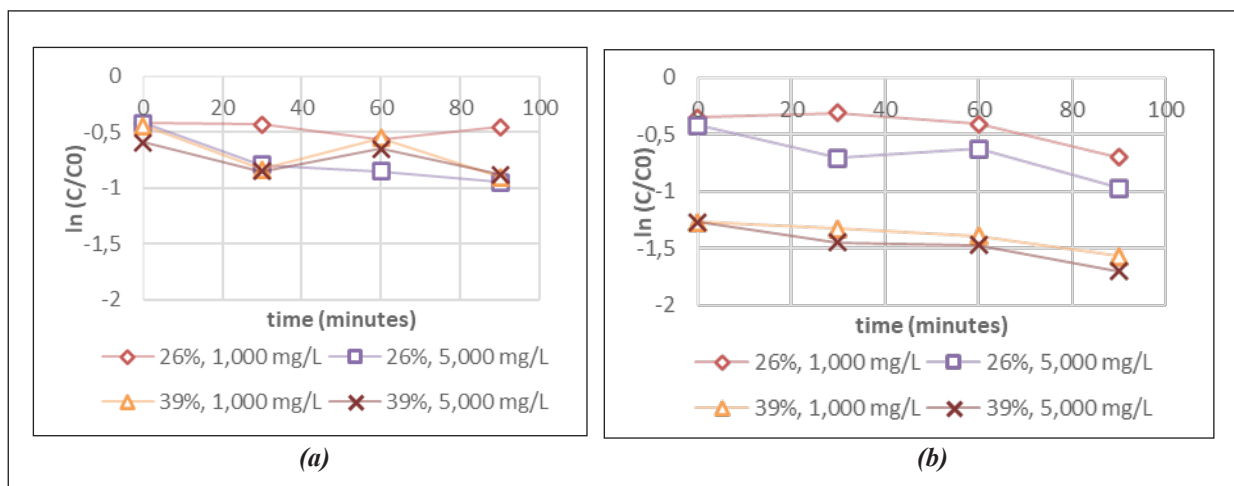 0
0 20 40 60 80 100
-0,5
-1
-1,5
-2
ln (C/C0)
time (minutes)
26%, 1,000 mg/L 26%, 5,000 mg/L
39%, 1,000 mg/L 39%, 5,000 mg/L
(a)
0
0 20 40 60 80 100
-0,5
-1
-1,5
-2
ln (C/C0)
time (minutes)
26%, 1,000 mg/L 26%, 5,000 mg/L
39%, 1,000 mg/L 39%, 5,000 mg/L
(b)